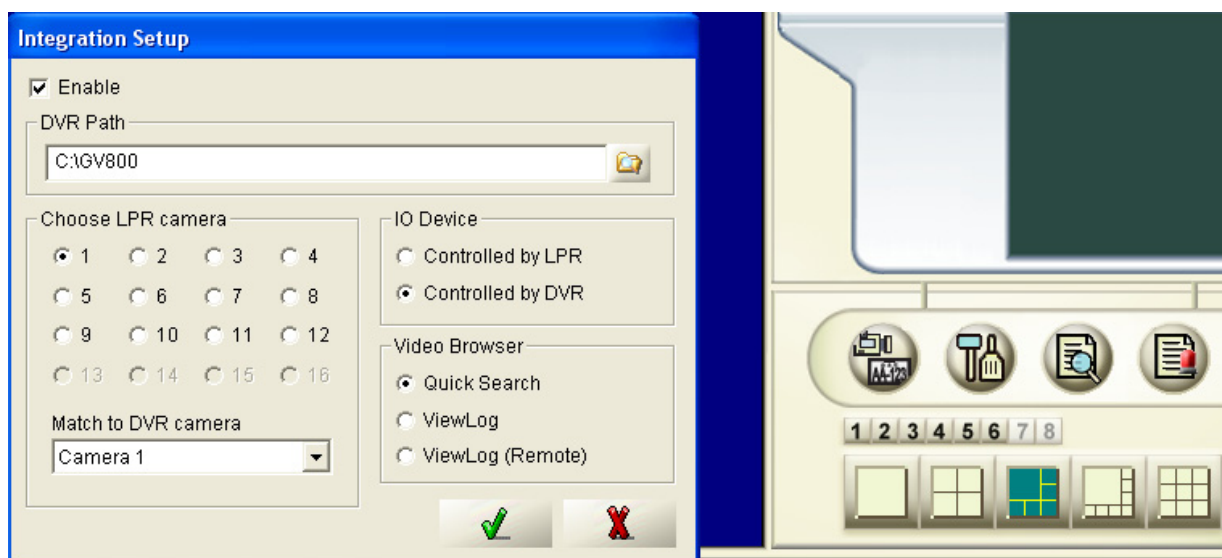 Integration Setup
Enable
DVR Path
C:\GV800
Choose LPR camera
1 2 3 4
5 6 7 8
9 10 11 12
13 14 15 16
Match to DVR camera
Camera 1
IO Device
Controlled by LPR
Controlled by DVR
Video Browser
Quick Search
ViewLog
ViewLog (Remote)
AA-123
1 2 3 4 5 6 7 8